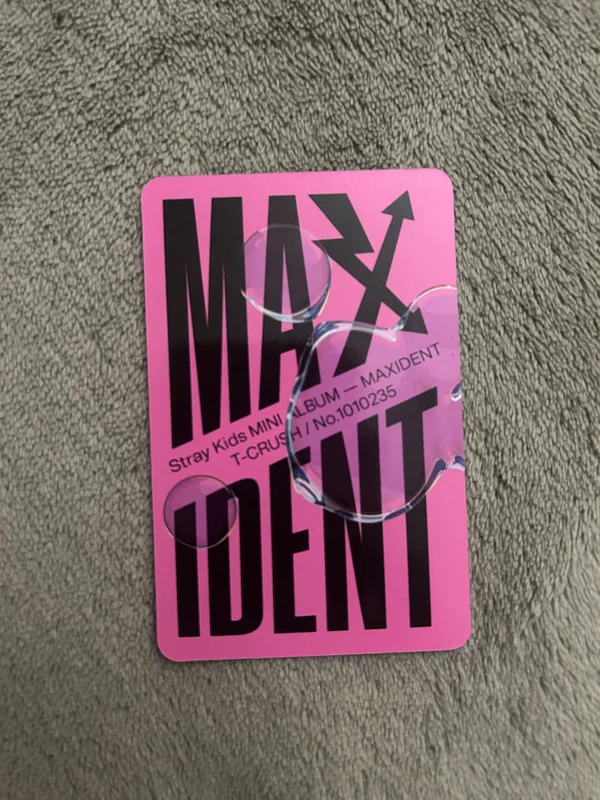 MAX
Stray Kids MINI ALBUM — MAXIDENT
T-CRUSH / No.1010235
IDENT